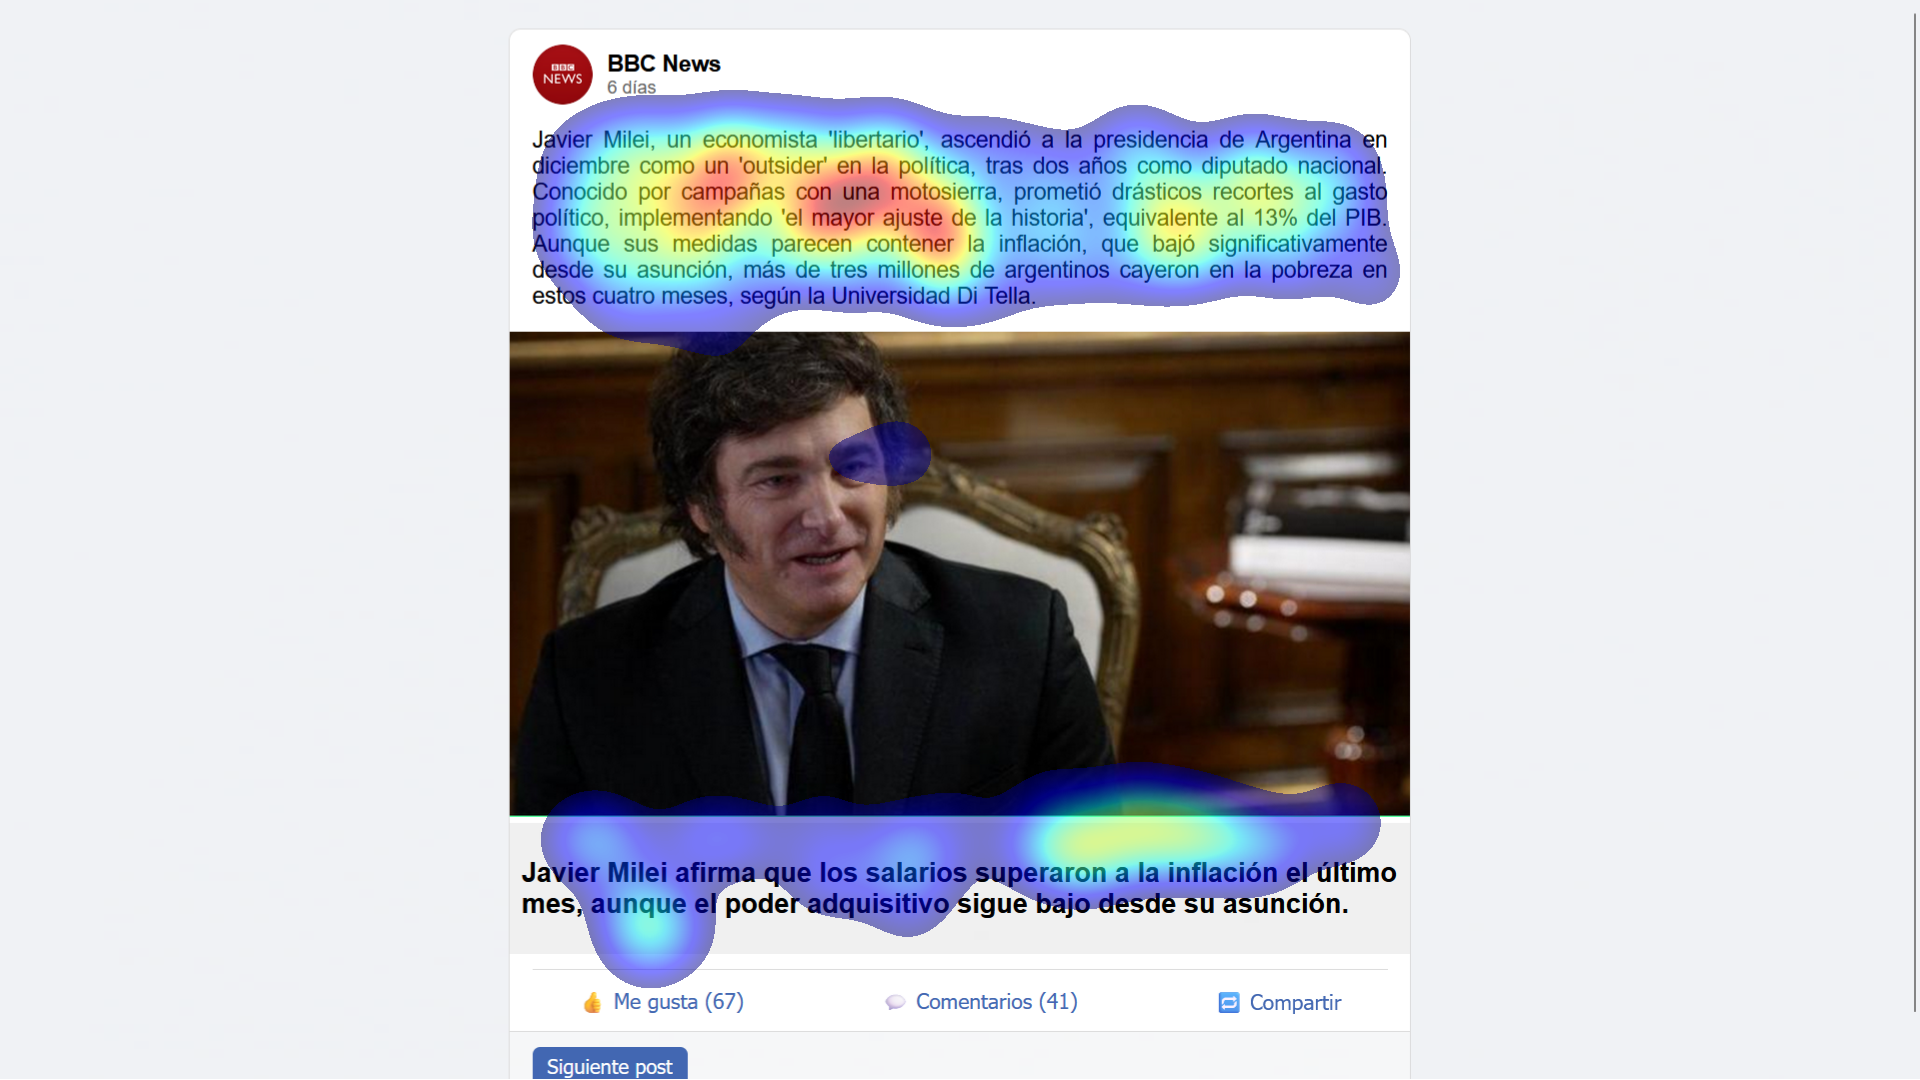 BBC
NEWS
BBC News
6 días
Javier Milei, un economista 'libertario', ascendió a la presidencia de Argentina en
diciembre como un 'outsider' en la política, tras dos años como diputado nacional.
Conocido por campañas con una motosierra, prometió drásticos recortes al gasto
político, implementando 'el mayor ajuste de la historia', equivalente al 13% del PIB.
Aunque sus medidas parecen contener la inflación, que bajó significativamente
desde su asunción, más de tres millones de argentinos cayeron en la pobreza en
estos cuatro meses, según la Universidad Di Tella.
Javier Milei afirma que los salarios superaron a la inflación el último
mes, aunque el poder adquisitivo sigue bajo desde su asunción.
Me gusta (67)
Comentarios (41)
Compartir
Siguiente post